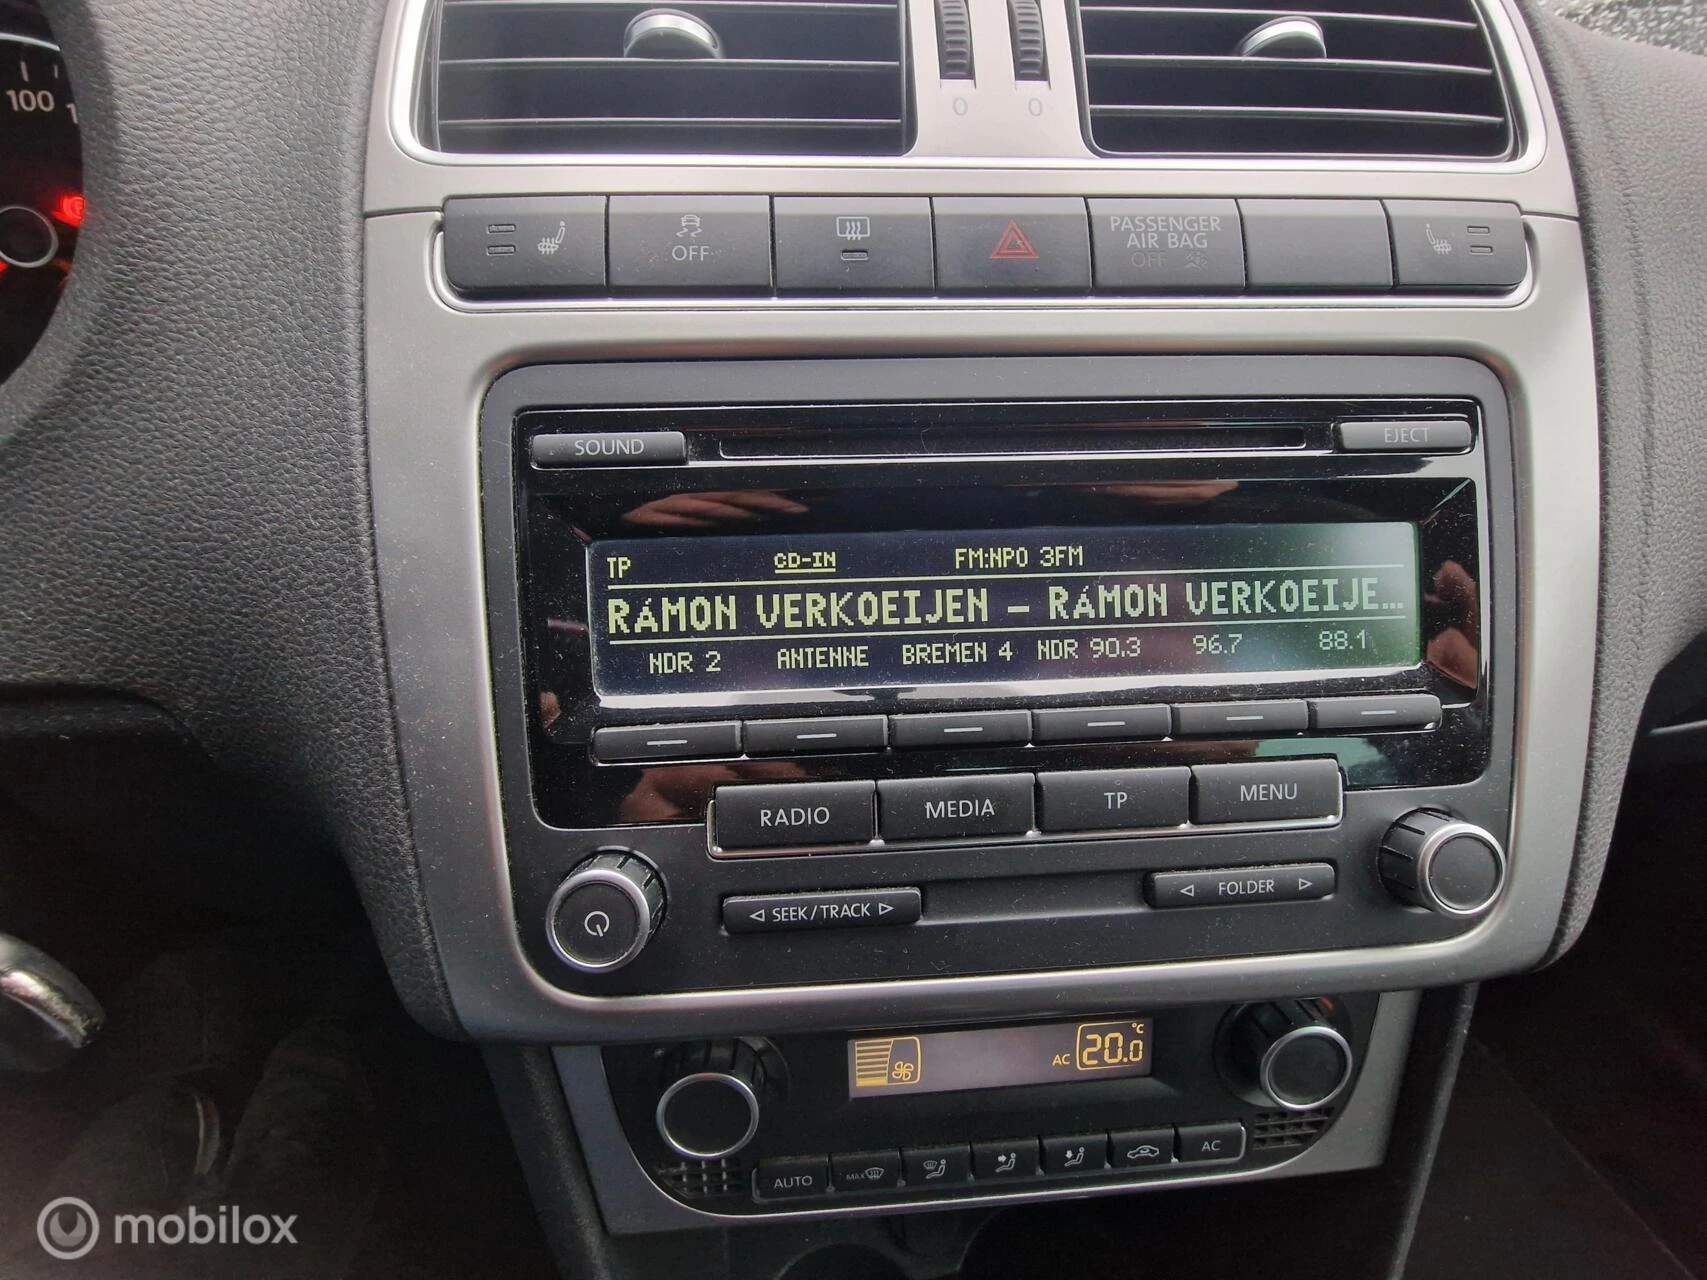 100
0 0
OFF
PASSENGER
AIR BAG
OFF
SOUND
EJECT
TP CD-IN FM:NPO 3FM
RÁMON VERKOEIJEN - RÁMON VERKOEIJE...
NDR 2 ANTENNE BREMEN 4 NDR 90.3 96.7 88.1
RADIO MEDIA TP MENU
SEEK/TRACK
FOLDER
AC 20.0 °C
AUTO MAX AC
mobilox